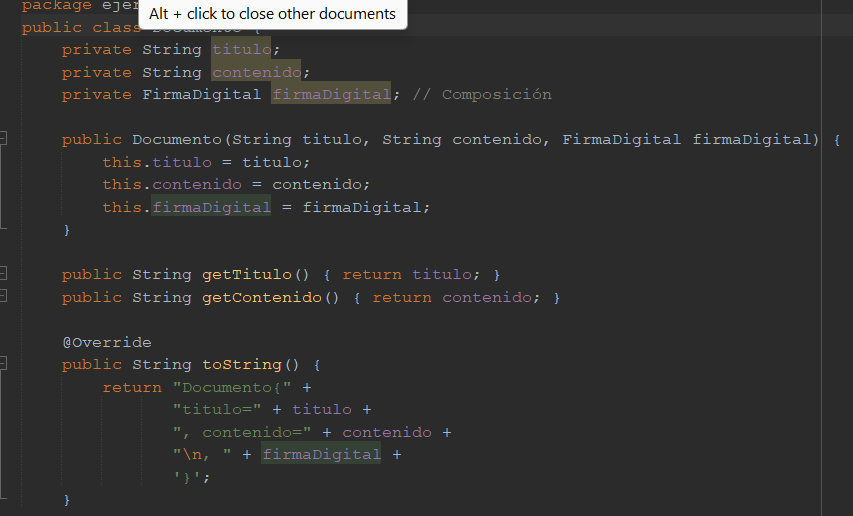 package ejer
Alt + click to close other documents
public class Documento {
private String titulo;
private String contenido;
private FirmaDigital firmaDigital; // Composición
public Documento(String titulo, String contenido, FirmaDigital firmaDigital) {
this.titulo = titulo;
this.contenido = contenido;
this.firmaDigital = firmaDigital;
}
public String getTitulo() { return titulo; }
public String getContenido() { return contenido; }
@Override
public String toString() {
return "Documento{" +
"titulo=" + titulo +
", contenido=" + contenido +
"\n, " + firmaDigital +
'}';
}